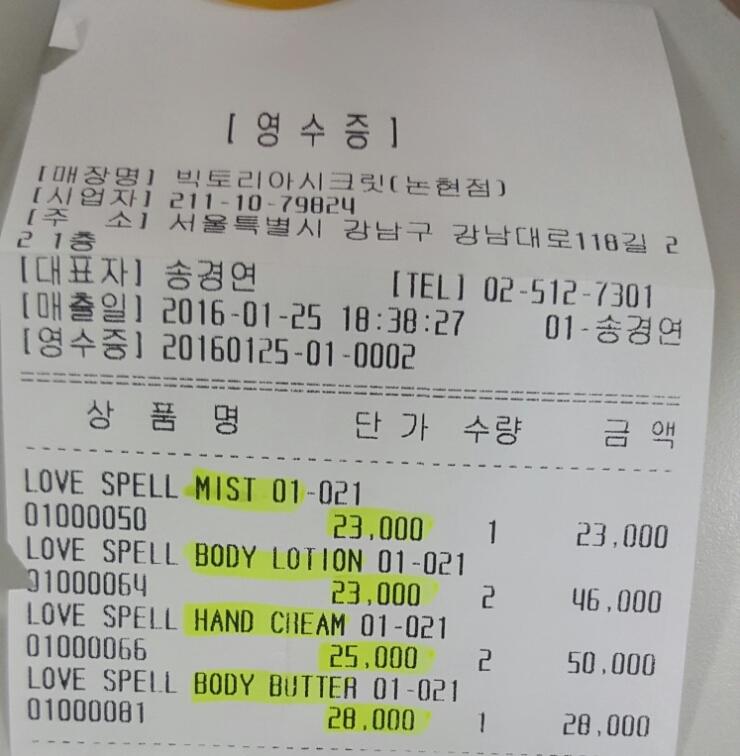 [영수증]
[매장명] 빅토리아시크릿(논현점)
[사업자] 211-10-79824
[주 소] 서울특별시 강남구 강남대로118길 2
2 1층
[대표자] 송경연 [TEL] 02-512-7301
[매출일] 2016-01-25 18:38:27 01-송경연
[영수증] 20160125-01-0002
상 품 명 단 가 수량 금 액
LOVE SPELL MIST 01-021
01000050 23,000 1 23,000
LOVE SPELL BODY LOTION 01-021
01000064 23,000 2 46,000
LOVE SPELL HAND CREAM 01-021
01000066 25,000 2 50,000
LOVE SPELL BODY BUTTER 01-021
01000081 28,000 1 28,000